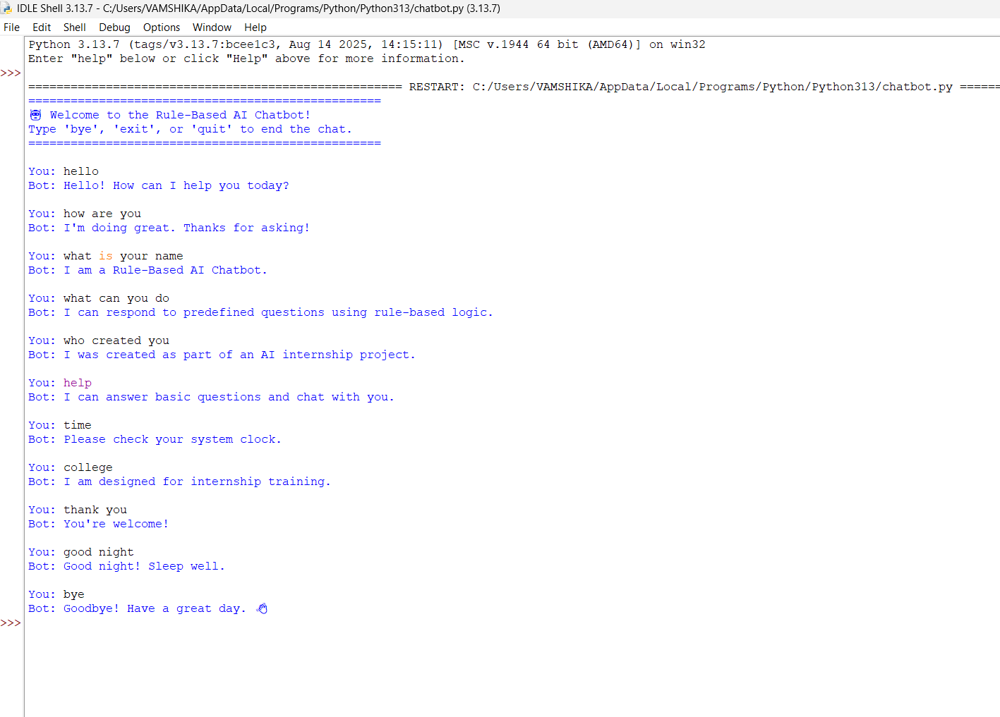 IDLE Shell 3.13.7 - C:/Users/VAMSHIKA/AppData/Local/Programs/Python/Python313/chatbot.py (3.13.7)
File Edit Shell Debug Options Window Help
Python 3.13.7 (tags/v3.13.7:bcee1c3, Aug 14 2025, 14:15:11) [MSC v.1944 64 bit (AMD64)] on win32
Enter "help" below or click "Help" above for more information.
>>>
===================================================== RESTART: C:/Users/VAMSHIKA/AppData/Local/Programs/Python/Python313/chatbot.py ======
==================================================
🤖 Welcome to the Rule-Based AI Chatbot!
Type 'bye', 'exit', or 'quit' to end the chat.
==================================================
You: hello
Bot: Hello! How can I help you today?
You: how are you
Bot: I'm doing great. Thanks for asking!
You: what is your name
Bot: I am a Rule-Based AI Chatbot.
You: what can you do
Bot: I can respond to predefined questions using rule-based logic.
You: who created you
Bot: I was created as part of an AI internship project.
You: help
Bot: I can answer basic questions and chat with you.
You: time
Bot: Please check your system clock.
You: college
Bot: I am designed for internship training.
You: thank you
Bot: You're welcome!
You: good night
Bot: Good night! Sleep well.
You: bye
Bot: Goodbye! Have a great day. 👋
>>>